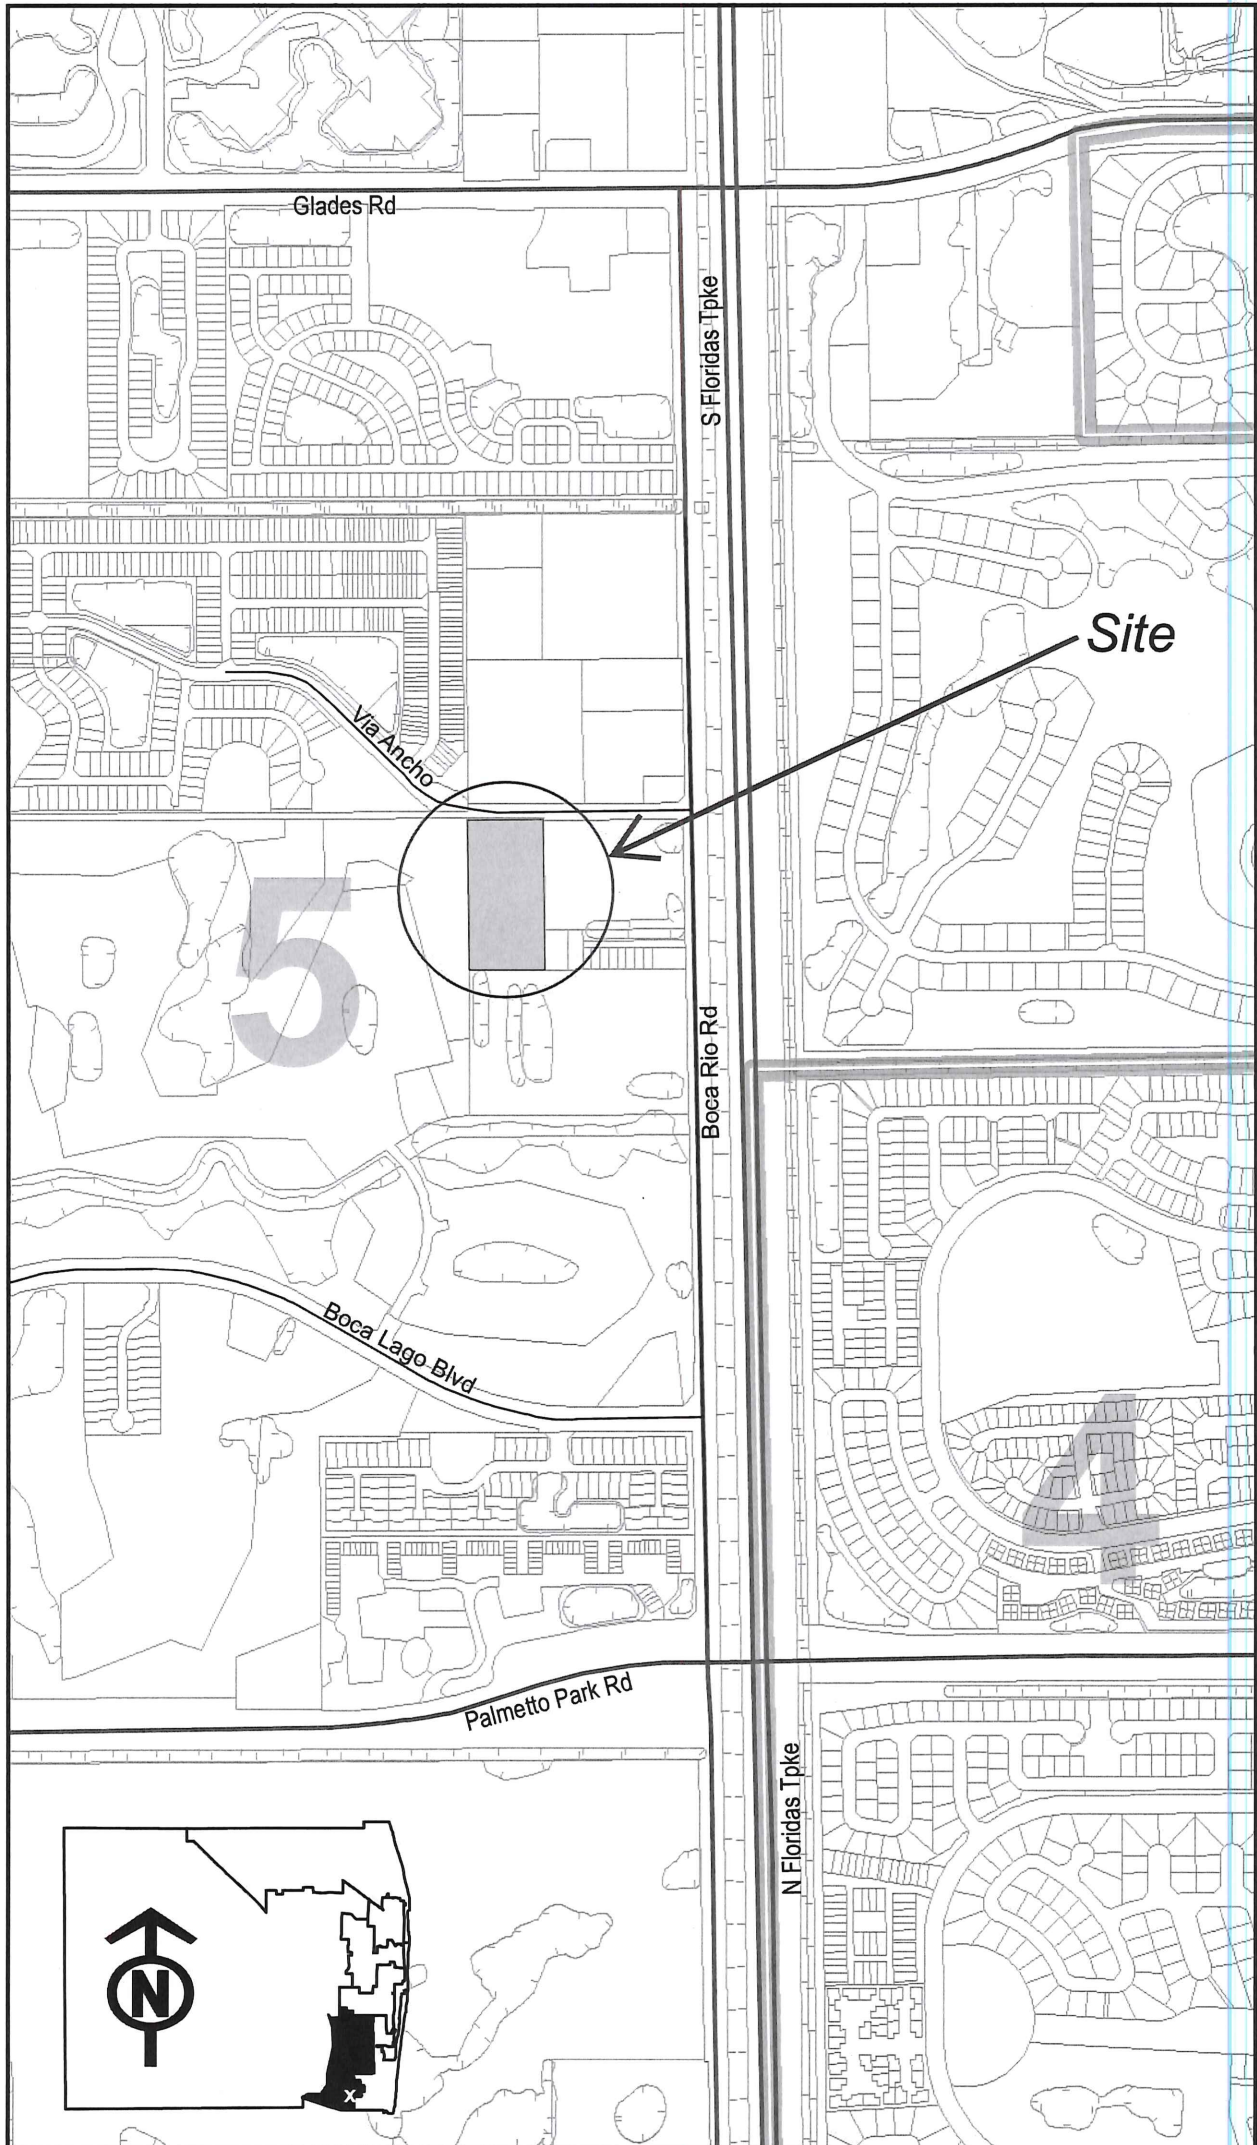 Glades Rd
S Floridas Tpke
Site
Via Ancho
5
Boca Rio Rd
Boca Lago Blvd
4
Palmetto Park Rd
N Floridas Tpke
N
x